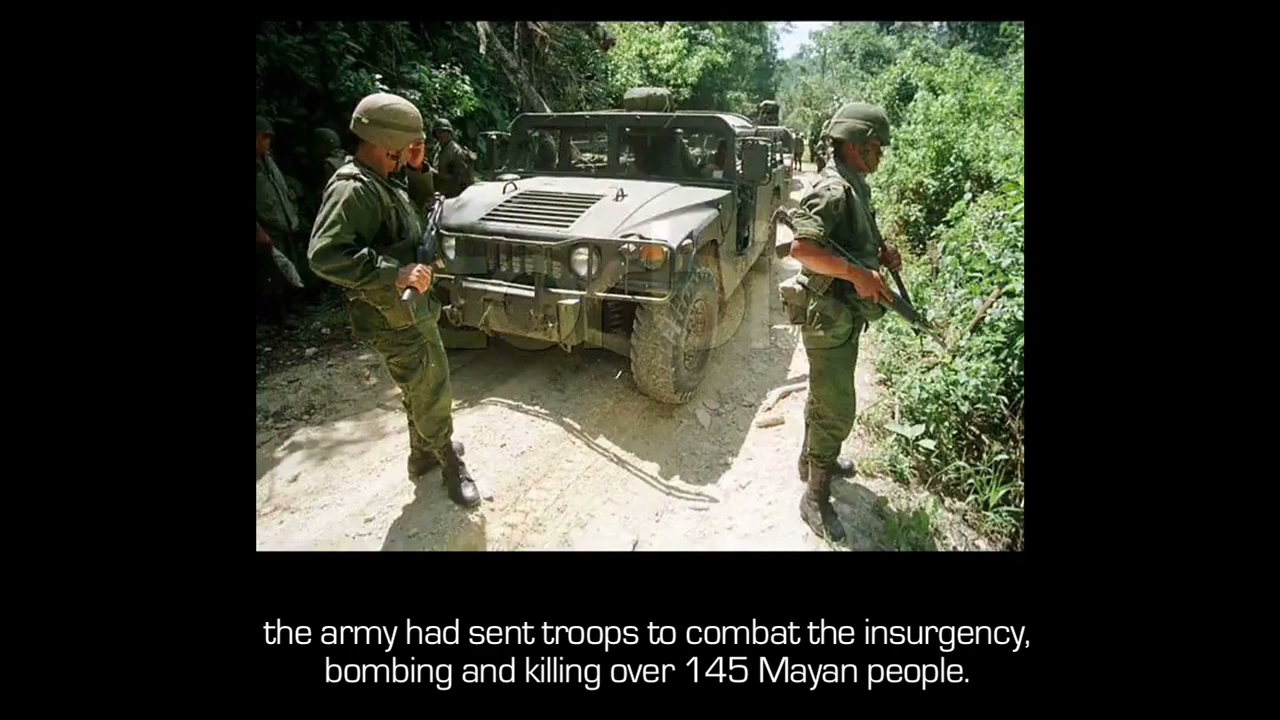 the army had sent troops to combat the insurgency,
bombing and killing over 145 Mayan people.